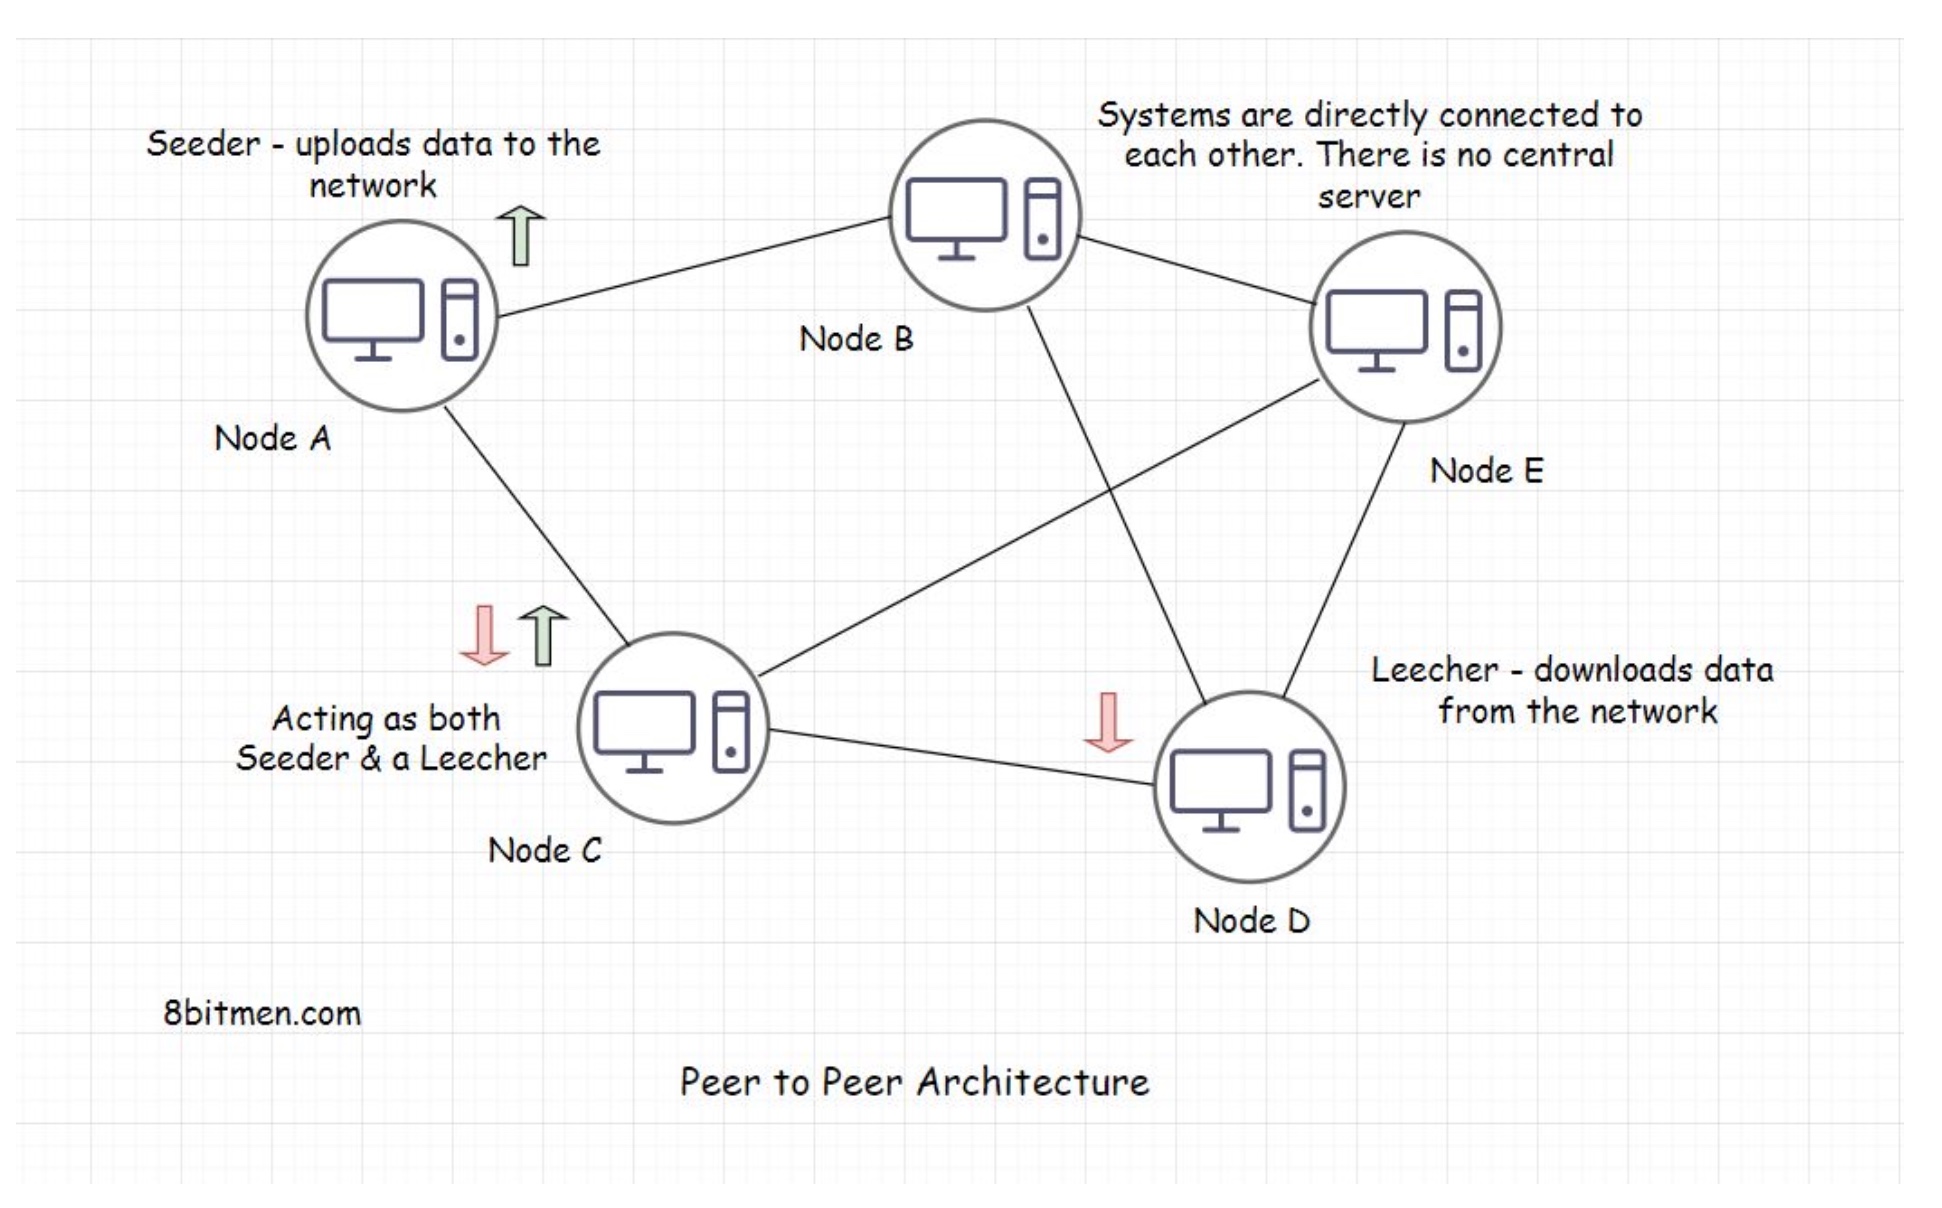 Seeder - uploads data to the
network
Systems are directly connected to
each other. There is no central
server
Node B
Node A
Node E
Acting as both
Seeder & a Leecher
Leecher - downloads data
from the network
Node C
Node D
8bitmen.com
Peer to Peer Architecture